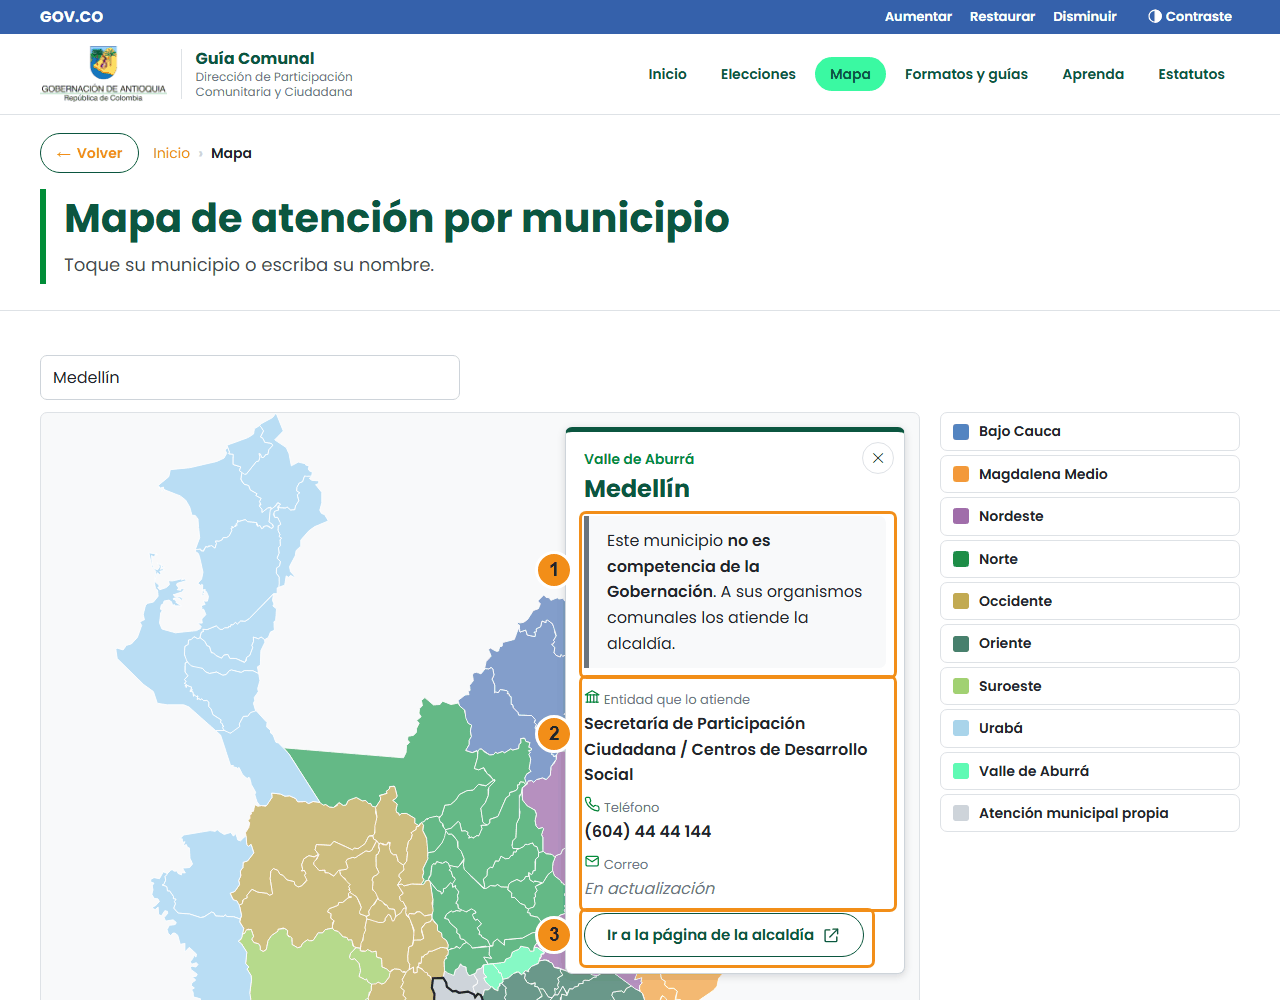 GOV.CO
Aumentar Restaurar Disminuir Contraste
GOBERNACIÓN DE ANTIOQUIA
República de Colombia
Guía Comunal
Dirección de Participación
Comunitaria y Ciudadana
Inicio Elecciones Mapa Formatos y guías Aprenda Estatutos
← Volver Inicio › Mapa
Mapa de atención por municipio
Toque su municipio o escriba su nombre.
Medellín
Valle de Aburrá
Medellín
1
Este municipio no es
competencia de la
Gobernación. A sus organismos
comunales los atiende la
alcaldía.
2
Entidad que lo atiende
Secretaría de Participación
Ciudadana / Centros de Desarrollo
Social
Teléfono
(604) 44 44 144
Correo
En actualización
3
Ir a la página de la alcaldía
Bajo Cauca
Magdalena Medio
Nordeste
Norte
Occidente
Oriente
Suroeste
Urabá
Valle de Aburrá
Atención municipal propia